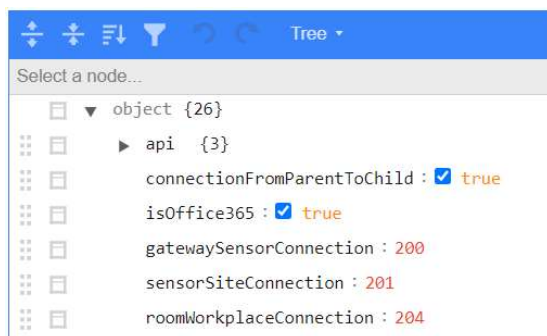 Tree
Select a node...
object {26}
api {3}
connectionFromParentToChild : true
isOffice365 : true
gatewaySensorConnection : 200
sensorSiteConnection : 201
roomWorkplaceConnection : 204